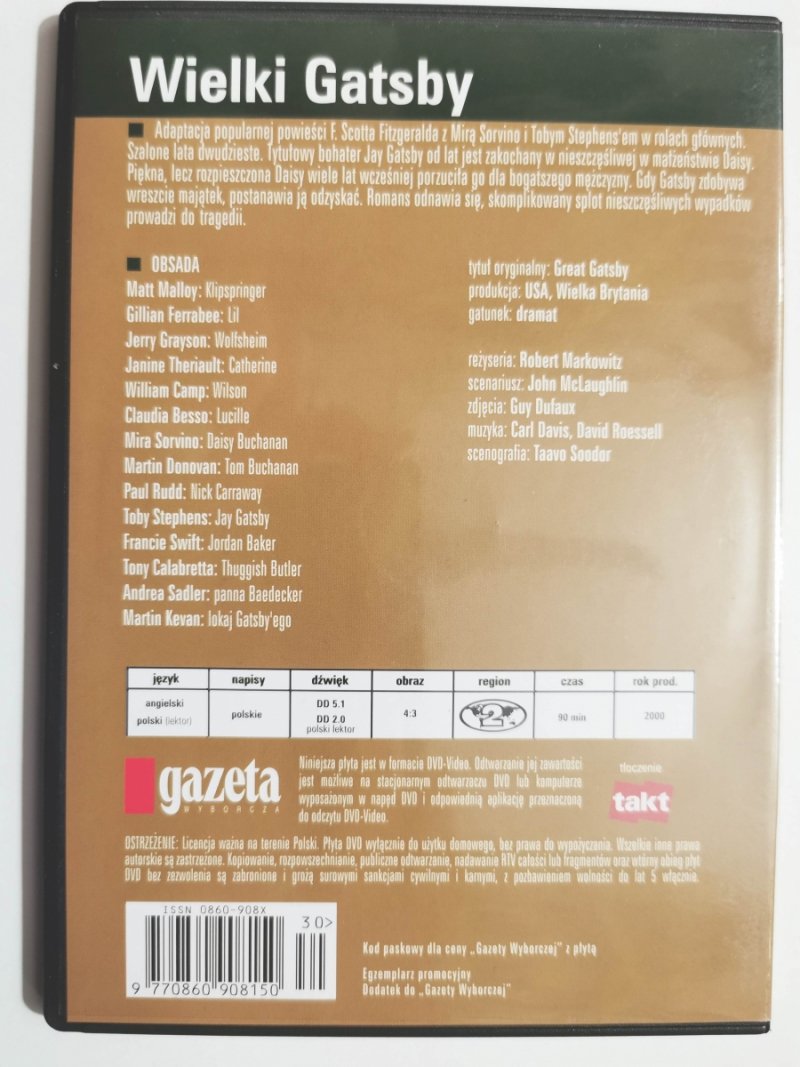 Wielki Gatsby
Adaptacja popularnej powieści F. Scotta Fitzgeralda z Mirą Sorvino i Tobym Stephens'em w rolach głównych.
Szalone lata dwudzieste. Tytułowy bohater Jay Gatsby od lat jest zakochany w nieszczęśliwej w małżeństwie Daisy.
Piękna, lecz rozpieszczona Daisy wiele lat wcześniej porzuciła go dla bogatszego mężczyzny. Gdy Gatsby zdobywa
wreszcie majątek, postanawia ją odzyskać. Romans odnawia się, skomplikowany splot nieszczęśliwych wypadków
prowadzi do tragedii.
OBSADA
Matt Malloy: Klipspringer
Gillian Ferrabee: Lil
Jerry Grayson: Wolfsheim
Janine Theriault: Catherine
William Camp: Wilson
Claudia Besso: Lucille
Mira Sorvino: Daisy Buchanan
Martin Donovan: Tom Buchanan
Paul Rudd: Nick Carraway
Toby Stephens: Jay Gatsby
Francie Swift: Jordan Baker
Tony Calabretta: Thuggish Butler
Andrea Sadler: panna Baedecker
Martin Kevan: lokaj Gatsby'ego
tytuł oryginalny: Great Gatsby
produkcja: USA, Wielka Brytania
gatunek: dramat
reżyseria: Robert Markowitz
scenariusz: John McLaughlin
zdjęcia: Guy Dufaux
muzyka: Carl Davis, David Roessell
scenografia: Taavo Soodor
język napisy dźwięk obraz region czas rok prod.
angielski
polski (lektor)
polskie
DD 5.1
DD 2.0
polski lektor
4:3
2
90 min
2000
gazeta
WYBORCZA
Niniejsza płyta jest w formacie DVD-Video. Odtwarzanie jej zawartości
jest możliwe na stacjonarnym odtwarzaczu DVD lub komputerze
wyposażonym w napęd DVD i odpowiednią aplikację przeznaczoną
do odczytu DVD-Video.
tłoczenie
takt
OSTRZEŻENIE: Licencja ważna na terenie Polski. Płyta DVD wyłącznie do użytku domowego, bez prawa do wypożyczania. Wszelkie inne prawa
autorskie są zastrzeżone. Kopiowanie, rozpowszechnianie, publiczne odtwarzanie, nadawanie RTV całości lub fragmentów oraz wtórny obieg płyt
DVD bez zezwolenia są zabronione i grożą surowymi sankcjami cywilnymi i karnymi, z pozbawieniem wolności do lat 5 włącznie.
ISSN 0860-908X
30>
9 770860 908150
Kod paskowy dla ceny „Gazety Wyborczej" z płytą
Egzemplarz promocyjny
Dodatek do „Gazety Wyborczej"